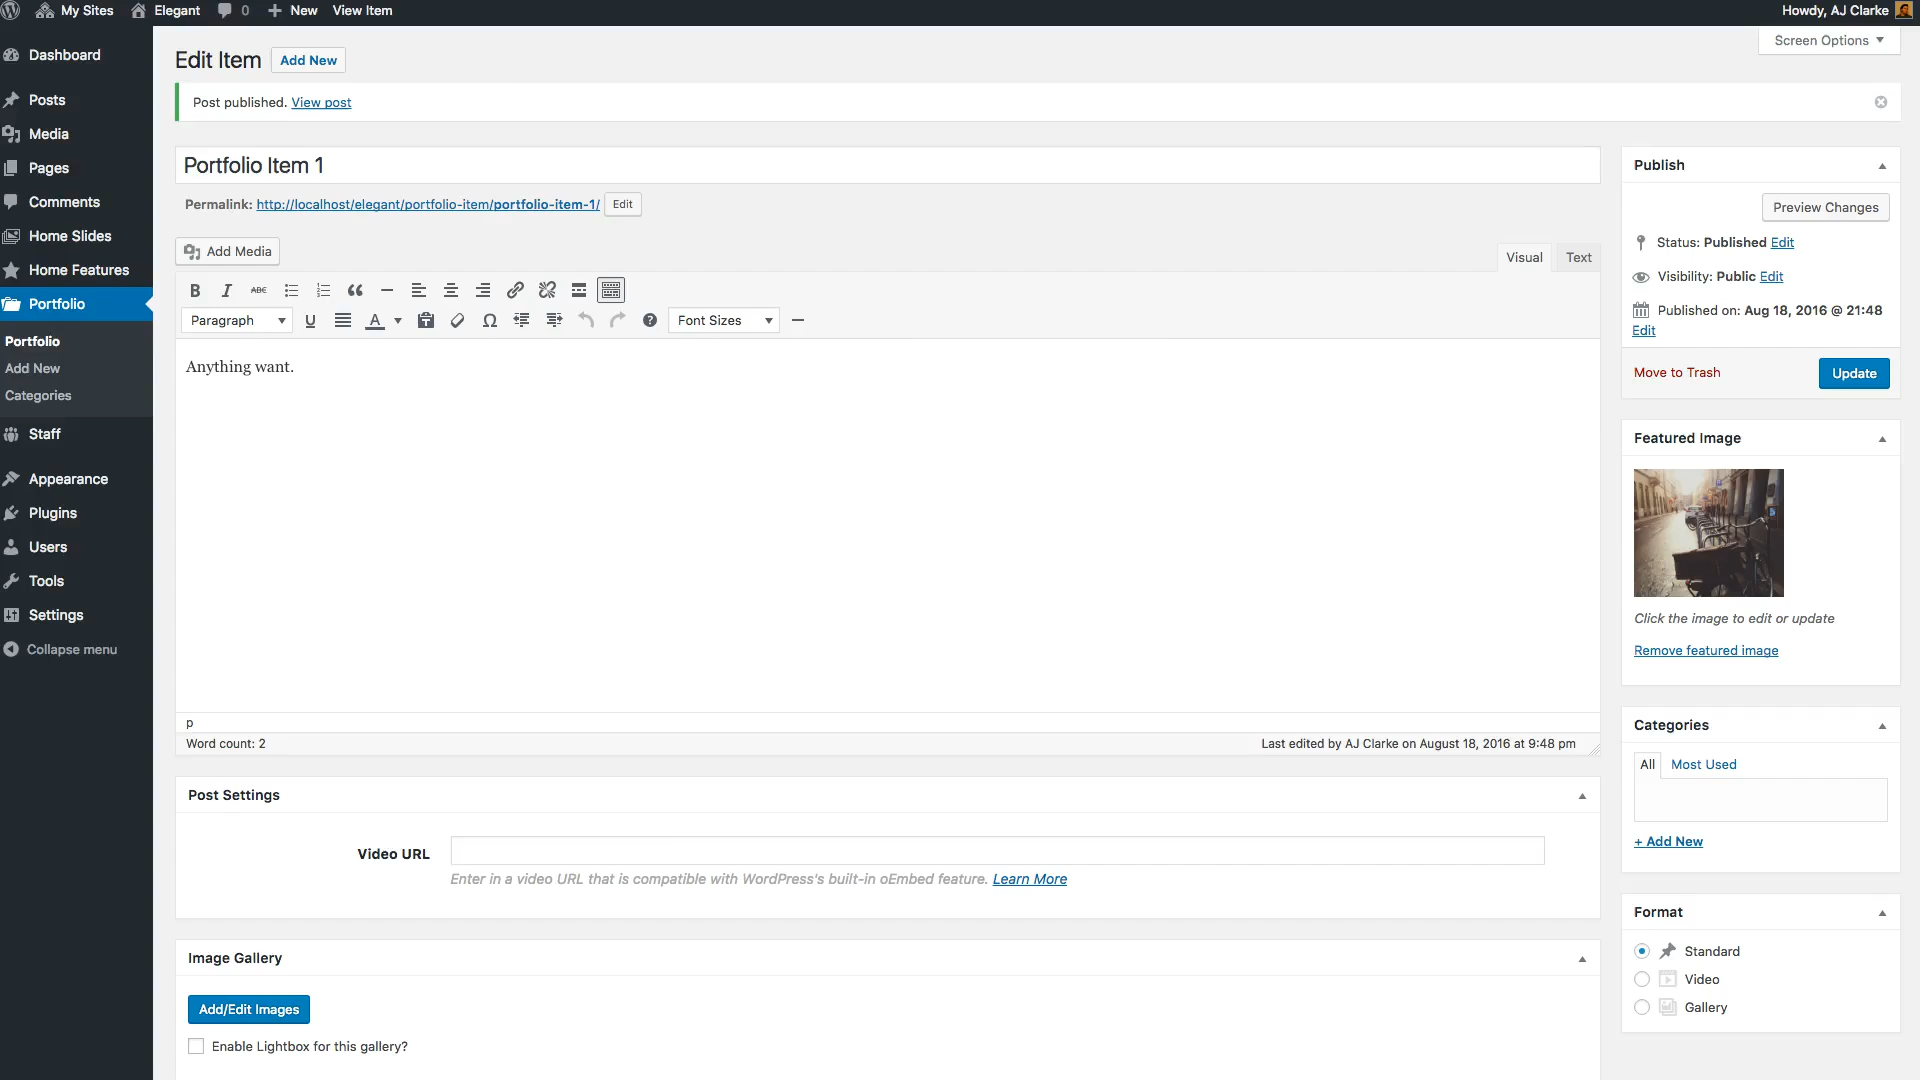 My Sites Elegant 0 New View Item Howdy, AJ Clarke
Screen Options
Dashboard
Posts
Media
Pages
Comments
Home Slides
Home Features
Portfolio
Portfolio
Add New
Categories
Staff
Appearance
Plugins
Users
Tools
Settings
Collapse menu
Edit Item Add New
Post published. View post
Portfolio Item 1
Permalink: http://localhost/elegant/portfolio-item/portfolio-item-1/ Edit
Add Media
Visual Text
B I ABC
Paragraph U A Font Sizes
Anything want.
p
Word count: 2 Last edited by AJ Clarke on August 18, 2016 at 9:48 pm
Post Settings
Video URL
Enter in a video URL that is compatible with WordPress's built-in oEmbed feature. Learn More
Image Gallery
Add/Edit Images
Enable Lightbox for this gallery?
Publish
Preview Changes
Status: Published Edit
Visibility: Public Edit
Published on: Aug 18, 2016 @ 21:48
Edit
Move to Trash Update
Featured Image
Click the image to edit or update
Remove featured image
Categories
All Most Used
+ Add New
Format
Standard
Video
Gallery